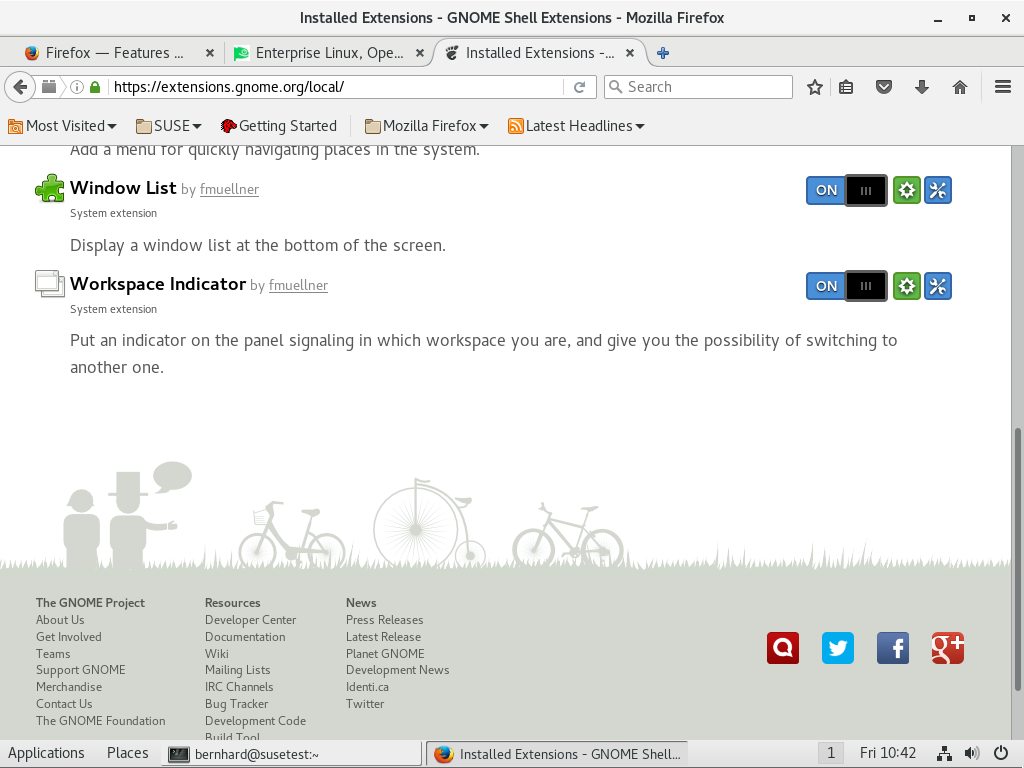 Installed Extensions - GNOME Shell Extensions - Mozilla Firefox
Firefox — Features ...
Enterprise Linux, Ope...
Installed Extensions -...
https://extensions.gnome.org/local/
Search
Most Visited
SUSE
Getting Started
Mozilla Firefox
Latest Headlines
Add a menu for quickly navigating places in the system.
Window List by fmuellner
ON
System extension
Display a window list at the bottom of the screen.
Workspace Indicator by fmuellner
ON
System extension
Put an indicator on the panel signaling in which workspace you are, and give you the possibility of switching to
another one.
The GNOME Project
About Us
Get Involved
Teams
Support GNOME
Merchandise
Contact Us
The GNOME Foundation
Resources
Developer Center
Documentation
Wiki
Mailing Lists
IRC Channels
Bug Tracker
Development Code
Build Tool
News
Press Releases
Latest Release
Planet GNOME
Development News
Identi.ca
Twitter
g+
Applications
Places
bernhard@susetest:~
Installed Extensions - GNOME Shell...
1
Fri 10:42